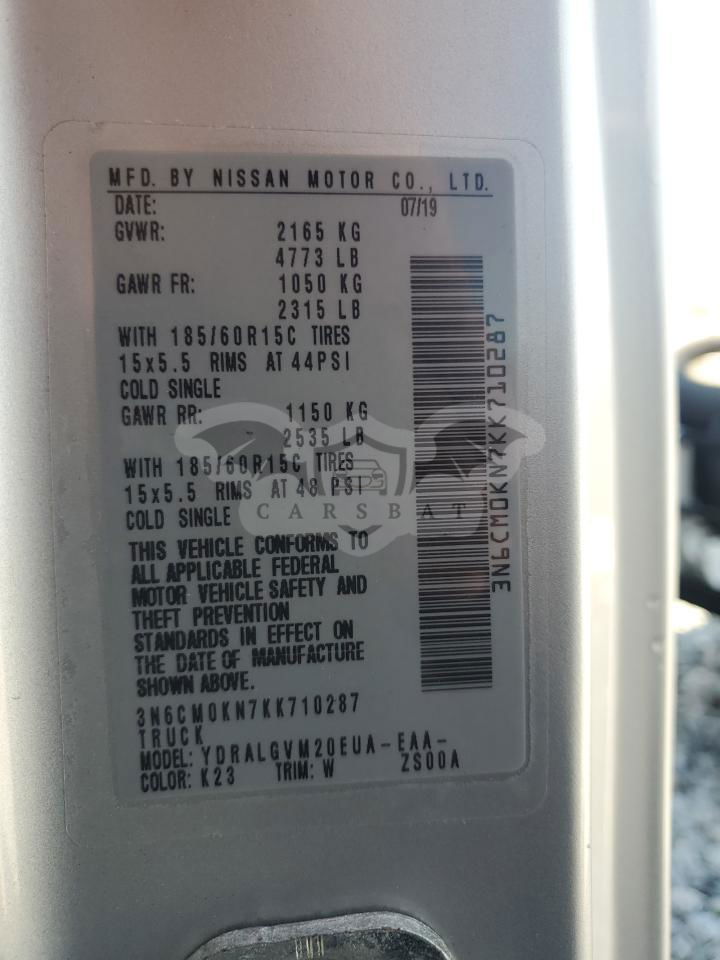 MFD. BY NISSAN MOTOR CO., LTD.
DATE: 07/19
GVWR: 2165 KG
4773 LB
GAWR FR: 1050 KG
2315 LB
WITH 185/60R15C TIRES
15x5.5 RIMS AT 44PSI
COLD SINGLE
GAWR RR: 1150 KG
2535 LB
WITH 185/60R15C TIRES
15x5.5 RIMS AT 48 PSI
COLD SINGLE
THIS VEHICLE CONFORMS TO
ALL APPLICABLE FEDERAL
MOTOR VEHICLE SAFETY AND
THEFT PREVENTION
STANDARDS IN EFFECT ON
THE DATE OF MANUFACTURE
SHOWN ABOVE.
3N6CM0KN7KK710287
TRUCK
MODEL: YDRALGVM20EUA-EAA-
COLOR: K23 TRIM: W ZS00A
3N6CM0KN7KK710287
CARSBAT